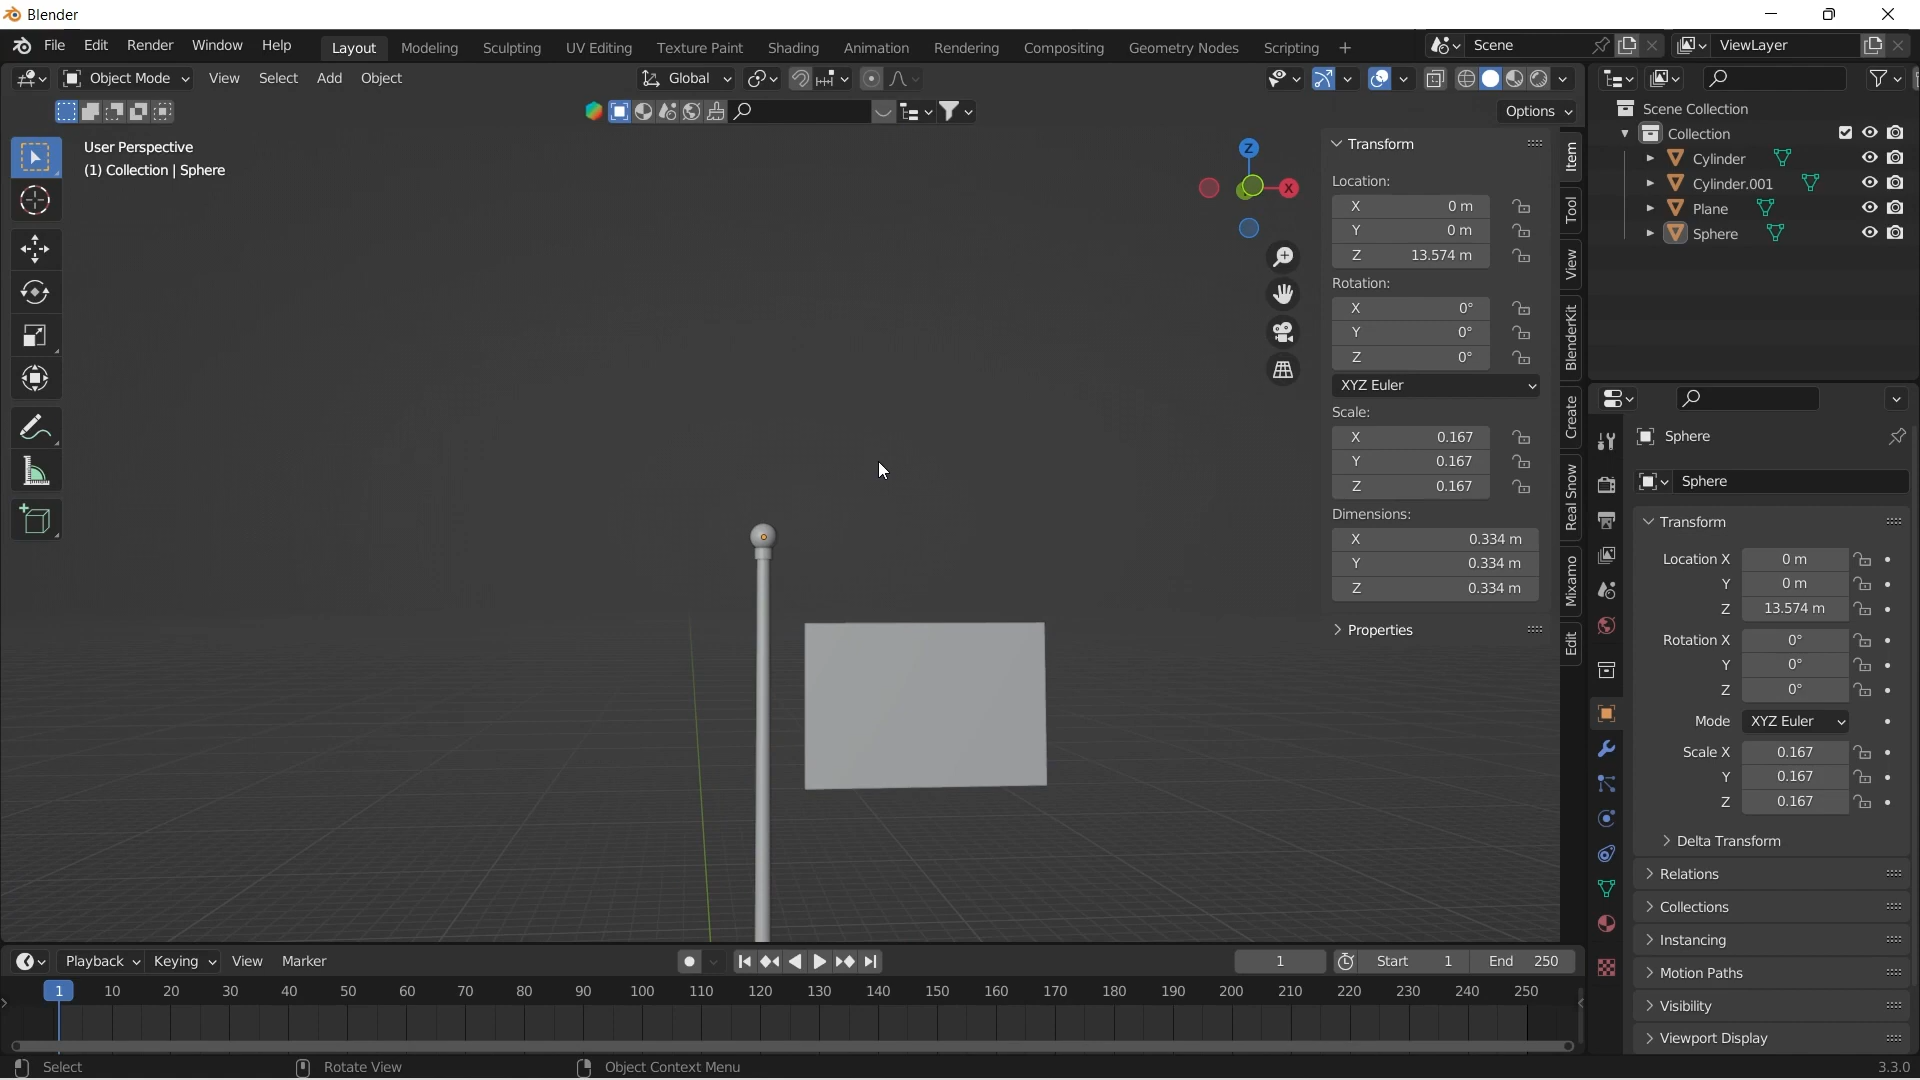 Blender
File Edit Render Window Help Layout Modeling Sculpting UV Editing Texture Paint Shading Animation Rendering Compositing Geometry Nodes Scripting + Scene ViewLayer
Object Mode View Select Add Object Global
Options
User Perspective
(1) Collection | Sphere
Z
X
Transform
Location:
X 0 m
Y 0 m
Z 13.574 m
Rotation:
X 0°
Y 0°
Z 0°
XYZ Euler
Scale:
X 0.167
Y 0.167
Z 0.167
Dimensions:
X 0.334 m
Y 0.334 m
Z 0.334 m
Properties
Item
Tool
View
BlenderKit
Create
Real Snow
Mixamo
Edit
Scene Collection
Collection
Cylinder
Cylinder.001
Plane
Sphere
Sphere
Sphere
Transform
Location X 0 m
Y 0 m
Z 13.574 m
Rotation X 0°
Y 0°
Z 0°
Mode XYZ Euler
Scale X 0.167
Y 0.167
Z 0.167
Delta Transform
Relations
Collections
Instancing
Motion Paths
Visibility
Viewport Display
Playback Keying View Marker 1 Start 1 End 250
1 10 20 30 40 50 60 70 80 90 100 110 120 130 140 150 160 170 180 190 200 210 220 230 240 250
Select Rotate View Object Context Menu 3.3.0